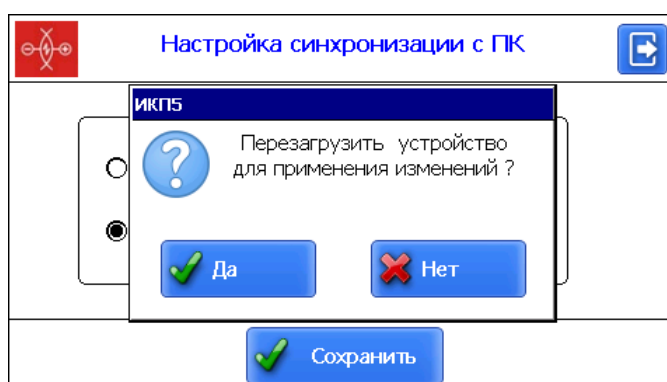 Настройка синхронизации с ПК
ИКП5
Перезагрузить устройство
для применения изменений ?
Да
Нет
Сохранить